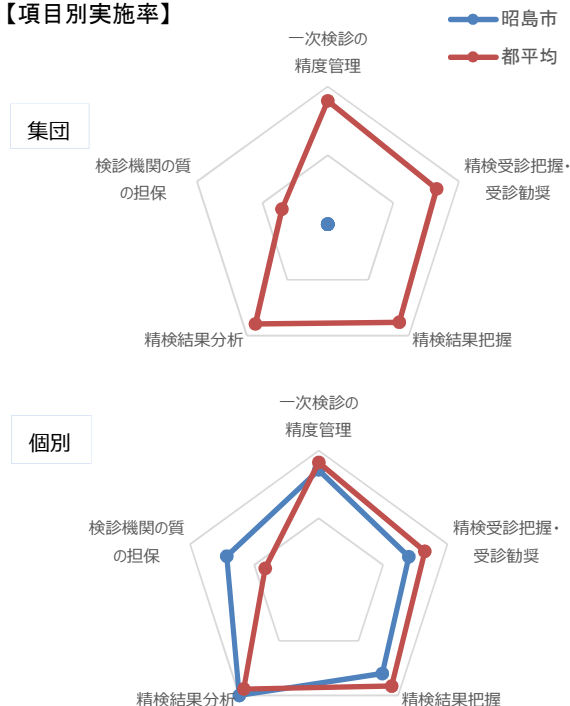 【項目別実施率】
昭島市
都平均
集団
一次検診の
精度管理
精検受診把握・
受診勧奨
精検結果把握
精検結果分析
検診機関の質
の担保
個別
一次検診の
精度管理
精検受診把握・
受診勧奨
精検結果把握
精検結果分析
検診機関の質
の担保